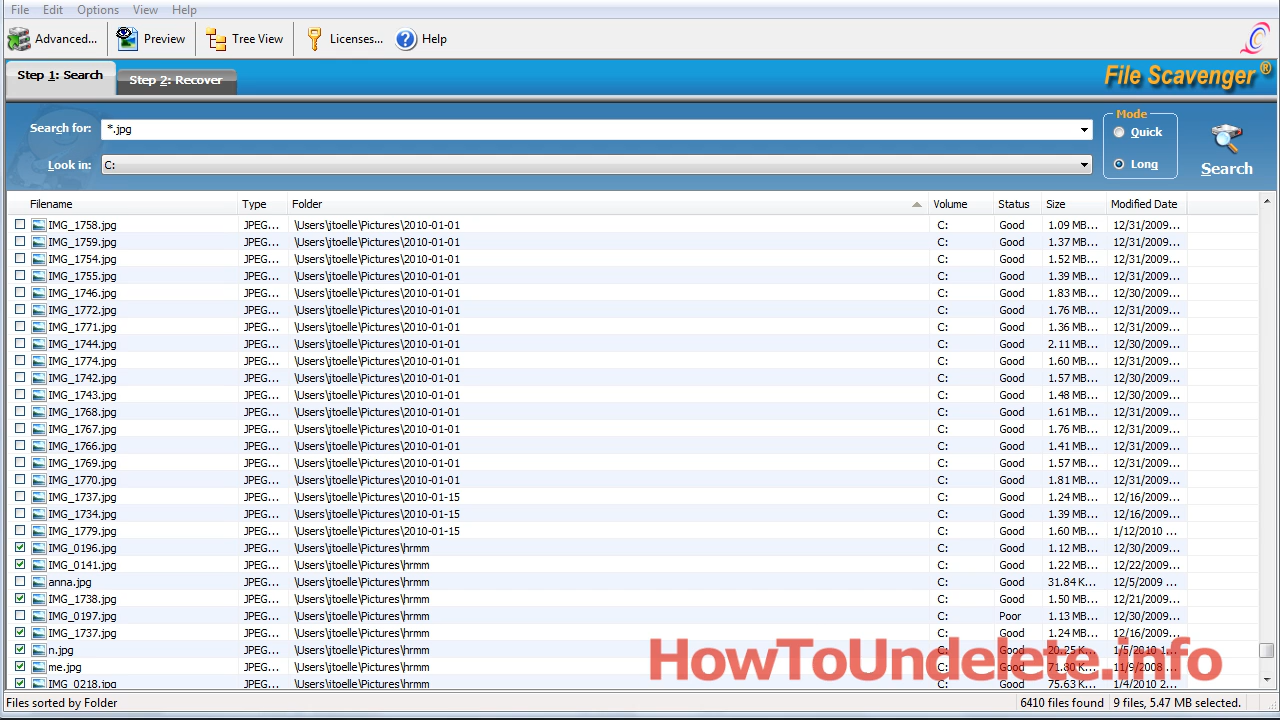 File Edit Options View Help
Advanced... Preview Tree View Licenses... Help
Step 1: Search Step 2: Recover File Scavenger ®
Search for: *.jpg Mode Quick
Look in: C: Long Search
Filename Type Folder Volume Status Size Modified Date
IMG_1758.jpg JPEG... \Users\jtoelle\Pictures\2010-01-01 C: Good 1.09 MB... 12/31/2009...
IMG_1759.jpg JPEG... \Users\jtoelle\Pictures\2010-01-01 C: Good 1.37 MB... 12/31/2009...
IMG_1754.jpg JPEG... \Users\jtoelle\Pictures\2010-01-01 C: Good 1.52 MB... 12/31/2009...
IMG_1755.jpg JPEG... \Users\jtoelle\Pictures\2010-01-01 C: Good 1.39 MB... 12/31/2009...
IMG_1746.jpg JPEG... \Users\jtoelle\Pictures\2010-01-01 C: Good 1.83 MB... 12/30/2009...
IMG_1772.jpg JPEG... \Users\jtoelle\Pictures\2010-01-01 C: Good 1.76 MB... 12/31/2009...
IMG_1771.jpg JPEG... \Users\jtoelle\Pictures\2010-01-01 C: Good 1.36 MB... 12/31/2009...
IMG_1744.jpg JPEG... \Users\jtoelle\Pictures\2010-01-01 C: Good 2.11 MB... 12/30/2009...
IMG_1774.jpg JPEG... \Users\jtoelle\Pictures\2010-01-01 C: Good 1.60 MB... 12/31/2009...
IMG_1742.jpg JPEG... \Users\jtoelle\Pictures\2010-01-01 C: Good 1.57 MB... 12/30/2009...
IMG_1743.jpg JPEG... \Users\jtoelle\Pictures\2010-01-01 C: Good 1.48 MB... 12/30/2009...
IMG_1768.jpg JPEG... \Users\jtoelle\Pictures\2010-01-01 C: Good 1.61 MB... 12/31/2009...
IMG_1767.jpg JPEG... \Users\jtoelle\Pictures\2010-01-01 C: Good 1.76 MB... 12/31/2009...
IMG_1766.jpg JPEG... \Users\jtoelle\Pictures\2010-01-01 C: Good 1.41 MB... 12/31/2009...
IMG_1769.jpg JPEG... \Users\jtoelle\Pictures\2010-01-01 C: Good 1.57 MB... 12/31/2009...
IMG_1770.jpg JPEG... \Users\jtoelle\Pictures\2010-01-01 C: Good 1.81 MB... 12/31/2009...
IMG_1737.jpg JPEG... \Users\jtoelle\Pictures\2010-01-15 C: Good 1.24 MB... 12/16/2009...
IMG_1734.jpg JPEG... \Users\jtoelle\Pictures\2010-01-15 C: Good 1.39 MB... 12/16/2009...
IMG_1779.jpg JPEG... \Users\jtoelle\Pictures\2010-01-15 C: Good 1.60 MB... 1/12/2010 ...
IMG_0196.jpg JPEG... \Users\jtoelle\Pictures\hrmm C: Good 1.12 MB... 12/30/2009...
IMG_0141.jpg JPEG... \Users\jtoelle\Pictures\hrmm C: Good 1.22 MB... 12/22/2009...
anna.jpg JPEG... \Users\jtoelle\Pictures\hrmm C: Good 31.84 K... 12/5/2009 ...
IMG_1738.jpg JPEG... \Users\jtoelle\Pictures\hrmm C: Good 1.50 MB... 12/21/2009...
IMG_0197.jpg JPEG... \Users\jtoelle\Pictures\hrmm C: Poor 1.13 MB... 12/30/2009...
IMG_1737.jpg JPEG... \Users\jtoelle\Pictures\hrmm C: Good 1.24 MB... 12/16/2009...
n.jpg JPEG... \Users\jtoelle\Pictures\hrmm C: Good 20.25 K... 1/5/2010 1...
me.jpg JPEG... \Users\jtoelle\Pictures\hrmm C: Good 71.80 K... 11/9/2008 ...
IMG_0218.jpg JPEG... \Users\jtoelle\Pictures\hrmm C: Good 75.63 K... 1/4/2010 2...
HowToUndelete.info
Files sorted by Folder 6410 files found 9 files, 5.47 MB selected.